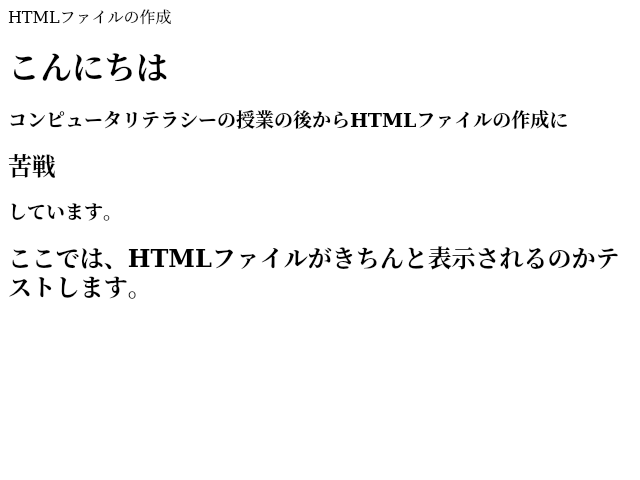 HTMLファイルの作成
こんにちは
コンピュータリテラシーの授業の後からHTMLファイルの作成に
苦戦
しています。
ここでは、HTMLファイルがきちんと表示されるのかテ
ストします。